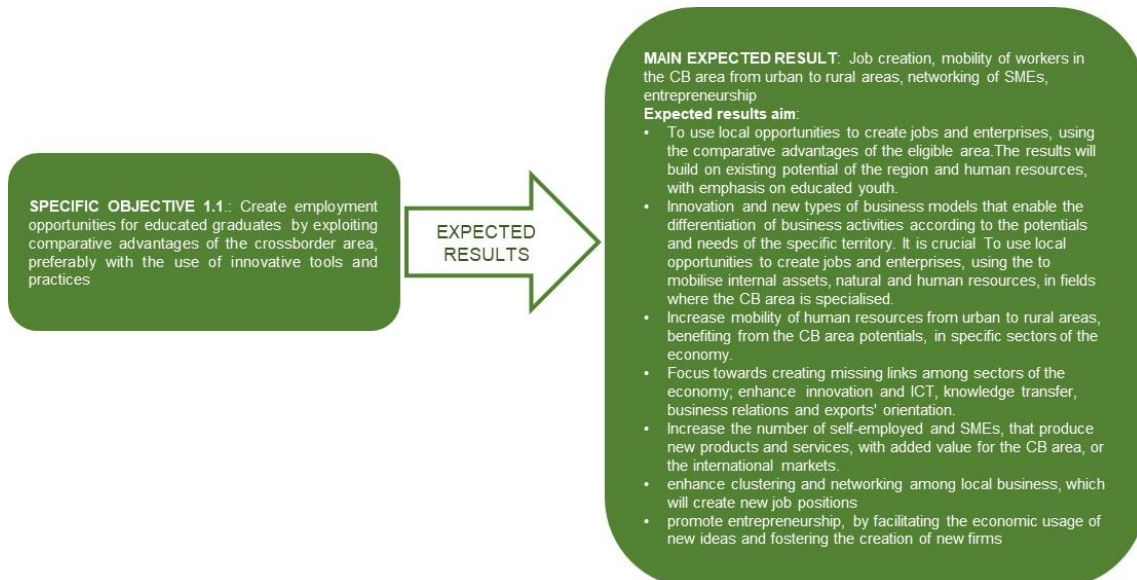 SPECIFIC OBJECTIVE 1.1.: Create employment
opportunities for educated graduates by exploiting
comparative advantages of the crossborder area,
preferably with the use of innovative tools and
practices
EXPECTED
RESULTS
MAIN EXPECTED RESULT: Job creation, mobility of workers in
the CB area from urban to rural areas, networking of SMEs,
entrepreneurship
Expected results aim:
• To use local opportunities to create jobs and enterprises, using
the comparative advantages of the eligible area.The results will
build on existing potential of the region and human resources,
with emphasis on educated youth.
• Innovation and new types of business models that enable the
differentiation of business activities according to the potentials
and needs of the specific territory. It is crucial To use local
opportunities to create jobs and enterprises, using the to
mobilise internal assets, natural and human resources, in fields
where the CB area is specialised.
• Increase mobility of human resources from urban to rural areas,
benefiting from the CB area potentials, in specific sectors of the
economy.
• Focus towards creating missing links among sectors of the
economy; enhance innovation and ICT, knowledge transfer,
business relations and exports' orientation.
• Increase the number of self-employed and SMEs, that produce
new products and services, with added value for the CB area, or
the international markets.
• enhance clustering and networking among local business, which
will create new job positions
• promote entrepreneurship, by facilitating the economic usage of
new ideas and fostering the creation of new firms